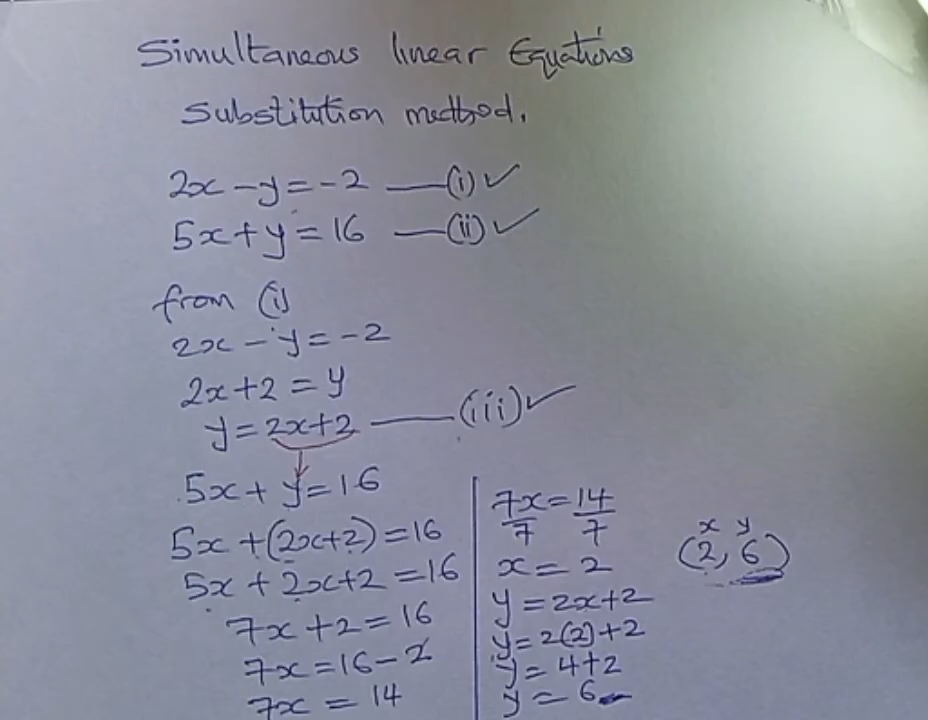 Simultaneous linear Equations
Substitution method.
2x - y = -2 —(i) ✓
5x + y = 16 —(ii) ✓
from (i)
2x - y = -2
2x + 2 = y
y = 2x + 2 —(iii) ✓
5x + y = 16
5x + (2x + 2) = 16
5x + 2x + 2 = 16
7x + 2 = 16
7x = 16 - 2
7x = 14
7x = 14
7 7
x = 2
y = 2x + 2
y = 2(2) + 2
y = 4 + 2
y = 6
x y
(2, 6)